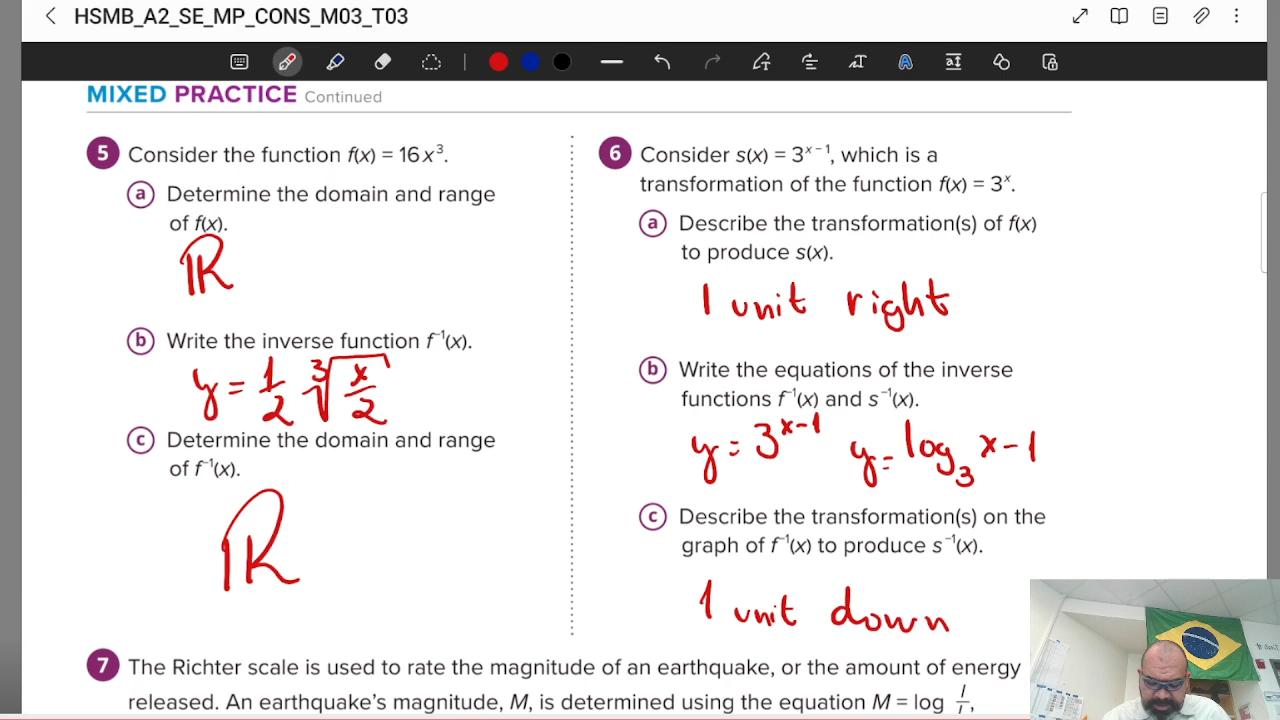 HSMB_A2_SE_MP_CONS_M03_T03
MIXED PRACTICE Continued
5 Consider the function f(x) = 16x³.
a Determine the domain and range
of f(x).
ℝ
b Write the inverse function f⁻¹(x).
y = 1/2 ∛(x/2)
c Determine the domain and range
of f⁻¹(x).
ℝ
6 Consider s(x) = 3ˣ⁻¹, which is a
transformation of the function f(x) = 3ˣ.
a Describe the transformation(s) of f(x)
to produce s(x).
1 unit right
b Write the equations of the inverse
functions f⁻¹(x) and s⁻¹(x).
y = 3ˣ⁻¹ y = log₃ x - 1
c Describe the transformation(s) on the
graph of f⁻¹(x) to produce s⁻¹(x).
1 unit down
7 The Richter scale is used to rate the magnitude of an earthquake, or the amount of energy
released. An earthquake's magnitude, M, is determined using the equation M = log